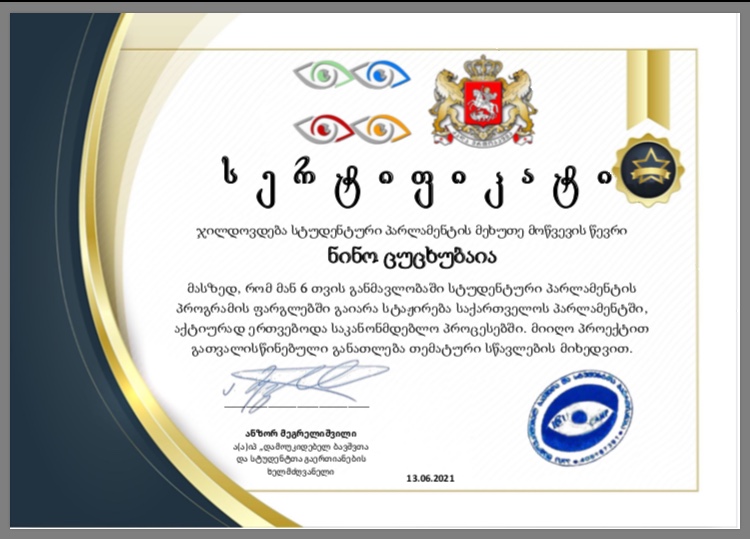 სერტიფიკატი
ჯილდოვდება სტუდენტური პარლამენტის მეხუთე მოწვევის წევრი
ნინო ცუცხუბაია
მასზედ, რომ მან 6 თვის განმავლობაში სტუდენტური პარლამენტის
პროგრამის ფარგლებში გაიარა სტაჟირება საქართველოს პარლამენტში,
აქტიურად ერთვებოდა საკანონმდებლო პროცესებში. მიიღო პროექტით
გათვალისწინებული განათლება თემატური სწავლების მიხედვით.
ანზორ მეგრელიშვილი
ა(ა)იპ „დამოუკიდებელ ბავშვთა
და სტუდენტთა გაერთიანების
ხელმძღვანელი
13.06.2021